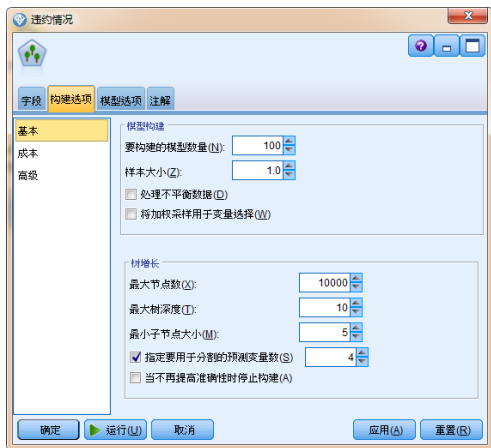 违约情况
字段 构建选项 模型选项 注解
基本
成本
高级
模型构建
要构建的模型数量(N): 100
样本大小(Z): 1.0
处理不平衡数据(D)
将加权采样用于变量选择(W)
树增长
最大节点数(X): 10000
最大树深度(T): 10
最小子节点大小(M): 5
指定要用于分割的预测变量数(S) 4
当不再提高准确性时停止构建(A)
确定 运行(U) 取消 应用(A) 重置(R)